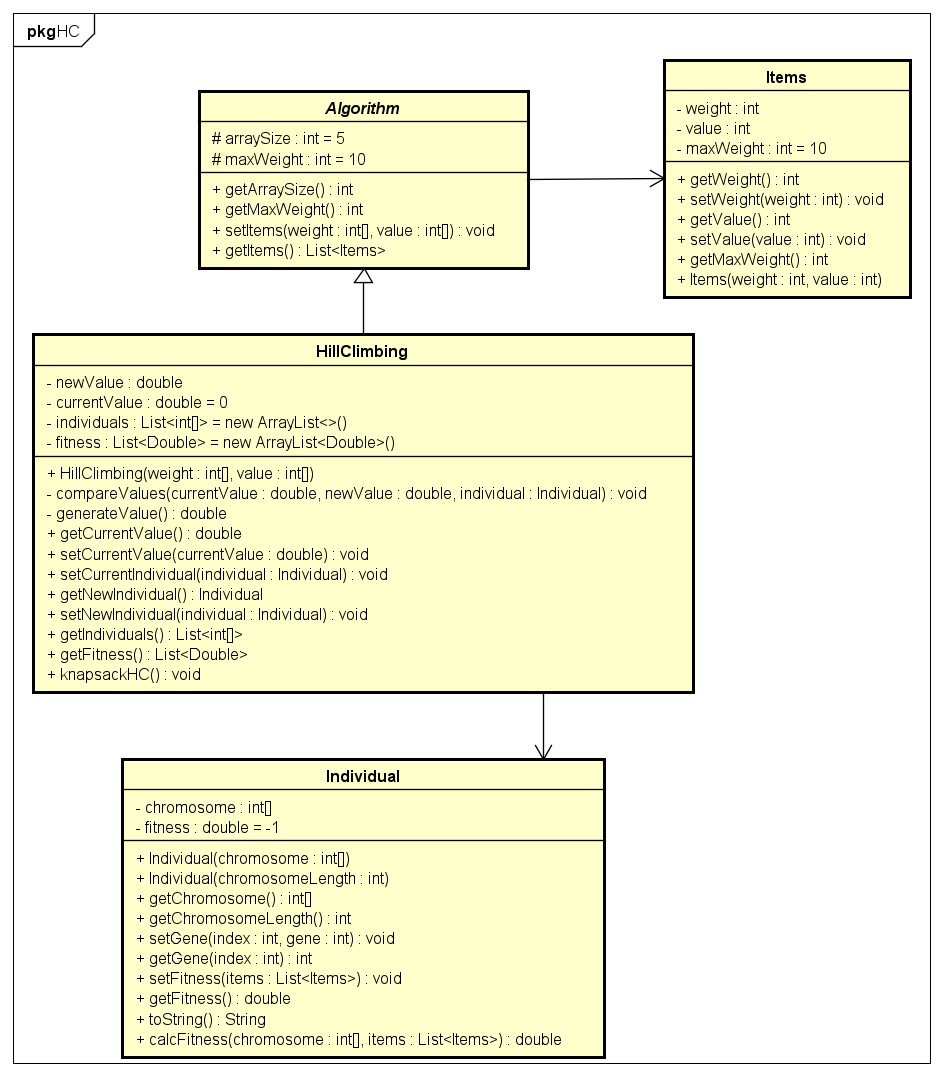 pkg HC
Algorithm
# arraySize : int = 5
# maxWeight : int = 10
+ getArraySize() : int
+ getMaxWeight() : int
+ setItems(weight : int[], value : int[]) : void
+ getItems() : List<Items>
Items
- weight : int
- value : int
- maxWeight : int = 10
+ getWeight() : int
+ setWeight(weight : int) : void
+ getValue() : int
+ setValue(value : int) : void
+ getMaxWeight() : int
+ Items(weight : int, value : int)
HillClimbing
- newValue : double
- currentValue : double = 0
- individuals : List<int[]> = new ArrayList<>()
- fitness : List<Double> = new ArrayList<Double>()
+ HillClimbing(weight : int[], value : int[])
- compareValues(currentValue : double, newValue : double, individual : Individual) : void
- generateValue() : double
+ getCurrentValue() : double
+ setCurrentValue(currentValue : double) : void
+ setCurrentIndividual(individual : Individual) : void
+ getNewIndividual() : Individual
+ setNewIndividual(individual : Individual) : void
+ getIndividuals() : List<int[]>
+ getFitness() : List<Double>
+ knapsackHC() : void
Individual
- chromosome : int[]
- fitness : double = -1
+ Individual(chromosome : int[])
+ Individual(chromosomeLength : int)
+ getChromosome() : int[]
+ getChromosomeLength() : int
+ setGene(index : int, gene : int) : void
+ getGene(index : int) : int
+ setFitness(items : List<Items>) : void
+ getFitness() : double
+ toString() : String
+ calcFitness(chromosome : int[], items : List<Items>) : double